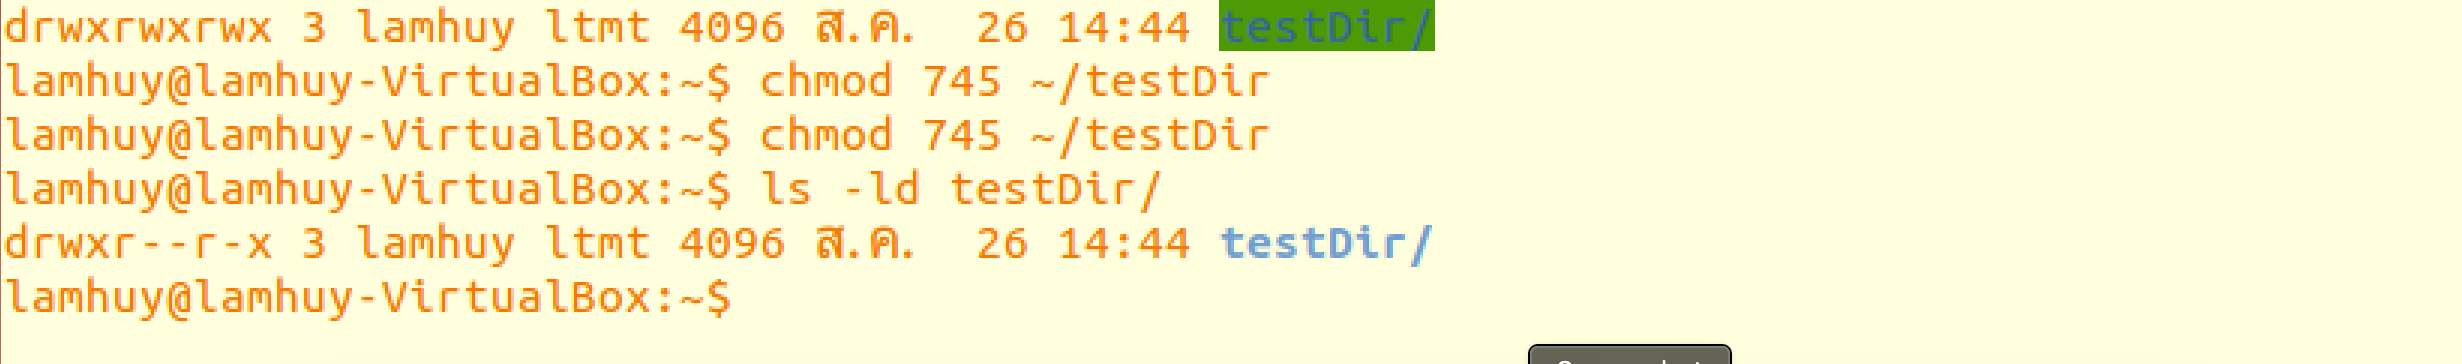 drwxrwxrwx 3 lamhuy ltmt 4096 ส.ค.  26 14:44 testDir/
lamhuy@lamhuy-VirtualBox:~$ chmod 745 ~/testDir
lamhuy@lamhuy-VirtualBox:~$ chmod 745 ~/testDir
lamhuy@lamhuy-VirtualBox:~$ ls -ld testDir/
drwxr--r-x 3 lamhuy ltmt 4096 ส.ค.  26 14:44 testDir/
lamhuy@lamhuy-VirtualBox:~$